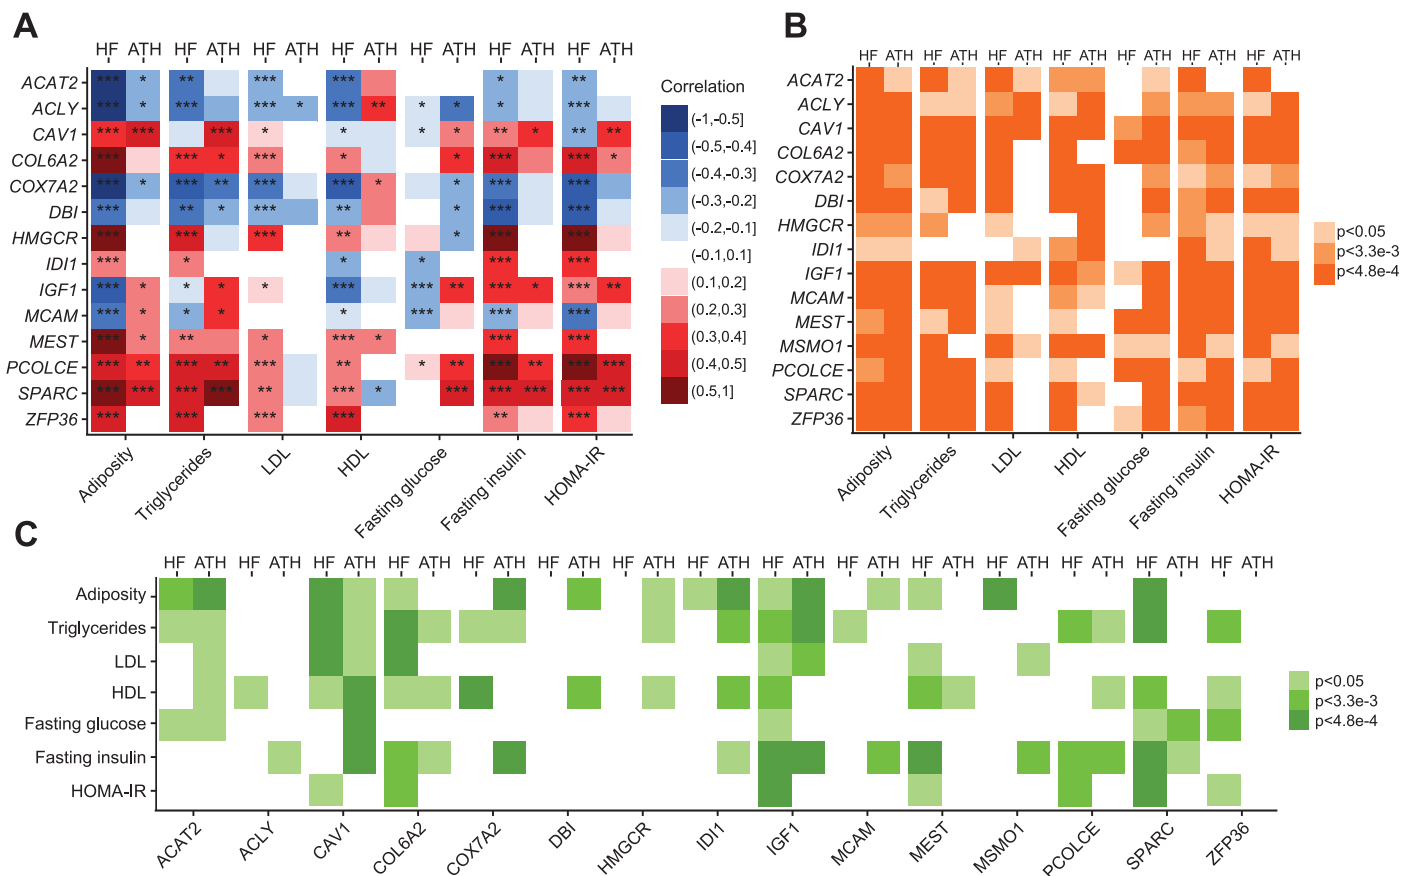 A
HF ATH HF ATH HF ATH HF ATH HF ATH HF ATH HF ATH
ACAT2 *** * ** *** *** * **
ACLY *** * *** *** * *** ** * * * ***
CAV1 *** *** *** * * * * ** * ** **
COL6A2 *** *** * *** * * *** *** *
COX7A2 *** * *** ** *** *** * * *** ***
DBI *** ** * *** ** * *** ***
HMGCR *** *** *** ** * *** ***
IDI1 *** * * * *** ***
IGF1 *** * * * * *** *** ** *** * *** **
MCAM *** * * * * *** *** ***
MEST *** * ** * *** * *** ***
PCOLCE *** ** *** ** *** ** * ** *** ** *** ***
SPARC *** *** *** *** ** *** * *** *** *** *** ***
ZFP36 *** *** *** *** ** ***
Adiposity
Triglycerides
LDL
HDL
Fasting glucose
Fasting insulin
HOMA-IR
Correlation
(-1,-0.5]
(-0.5,-0.4]
(-0.4,-0.3]
(-0.3,-0.2]
(-0.2,-0.1]
(-0.1,0.1]
(0.1,0.2]
(0.2,0.3]
(0.3,0.4]
(0.4,0.5]
(0.5,1]
B
HF ATH HF ATH HF ATH HF ATH HF ATH HF ATH HF ATH
ACAT2
ACLY
CAV1
COL6A2
COX7A2
DBI
HMGCR
IDI1
IGF1
MCAM
MEST
MSMO1
PCOLCE
SPARC
ZFP36
Adiposity
Triglycerides
LDL
HDL
Fasting glucose
Fasting insulin
HOMA-IR
p<0.05
p<3.3e-3
p<4.8e-4
C
HF ATH HF ATH HF ATH HF ATH HF ATH HF ATH HF ATH HF ATH HF ATH HF ATH HF ATH HF ATH HF ATH HF ATH HF ATH
Adiposity
Triglycerides
LDL
HDL
Fasting glucose
Fasting insulin
HOMA-IR
ACAT2
ACLY
CAV1
COL6A2
COX7A2
DBI
HMGCR
IDI1
IGF1
MCAM
MEST
MSMO1
PCOLCE
SPARC
ZFP36
p<0.05
p<3.3e-3
p<4.8e-4